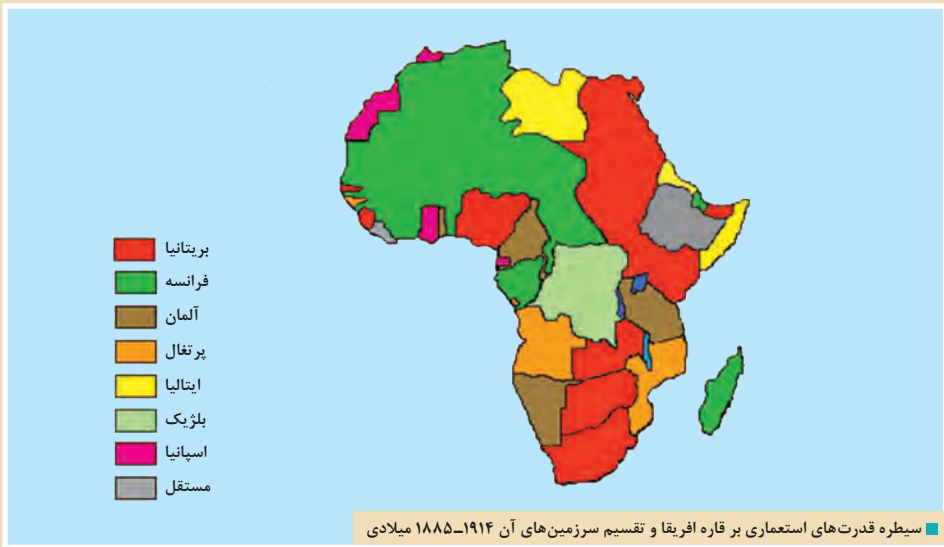 بریتانیا
فرانسه
آلمان
پرتغال
ایتالیا
بلژیک
اسپانیا
مستقل
سیطره قدرت‌های استعماری بر قاره افریقا و تقسیم سرزمین‌های آن ۱۹۱۴ـ۱۸۸۵ میلادی